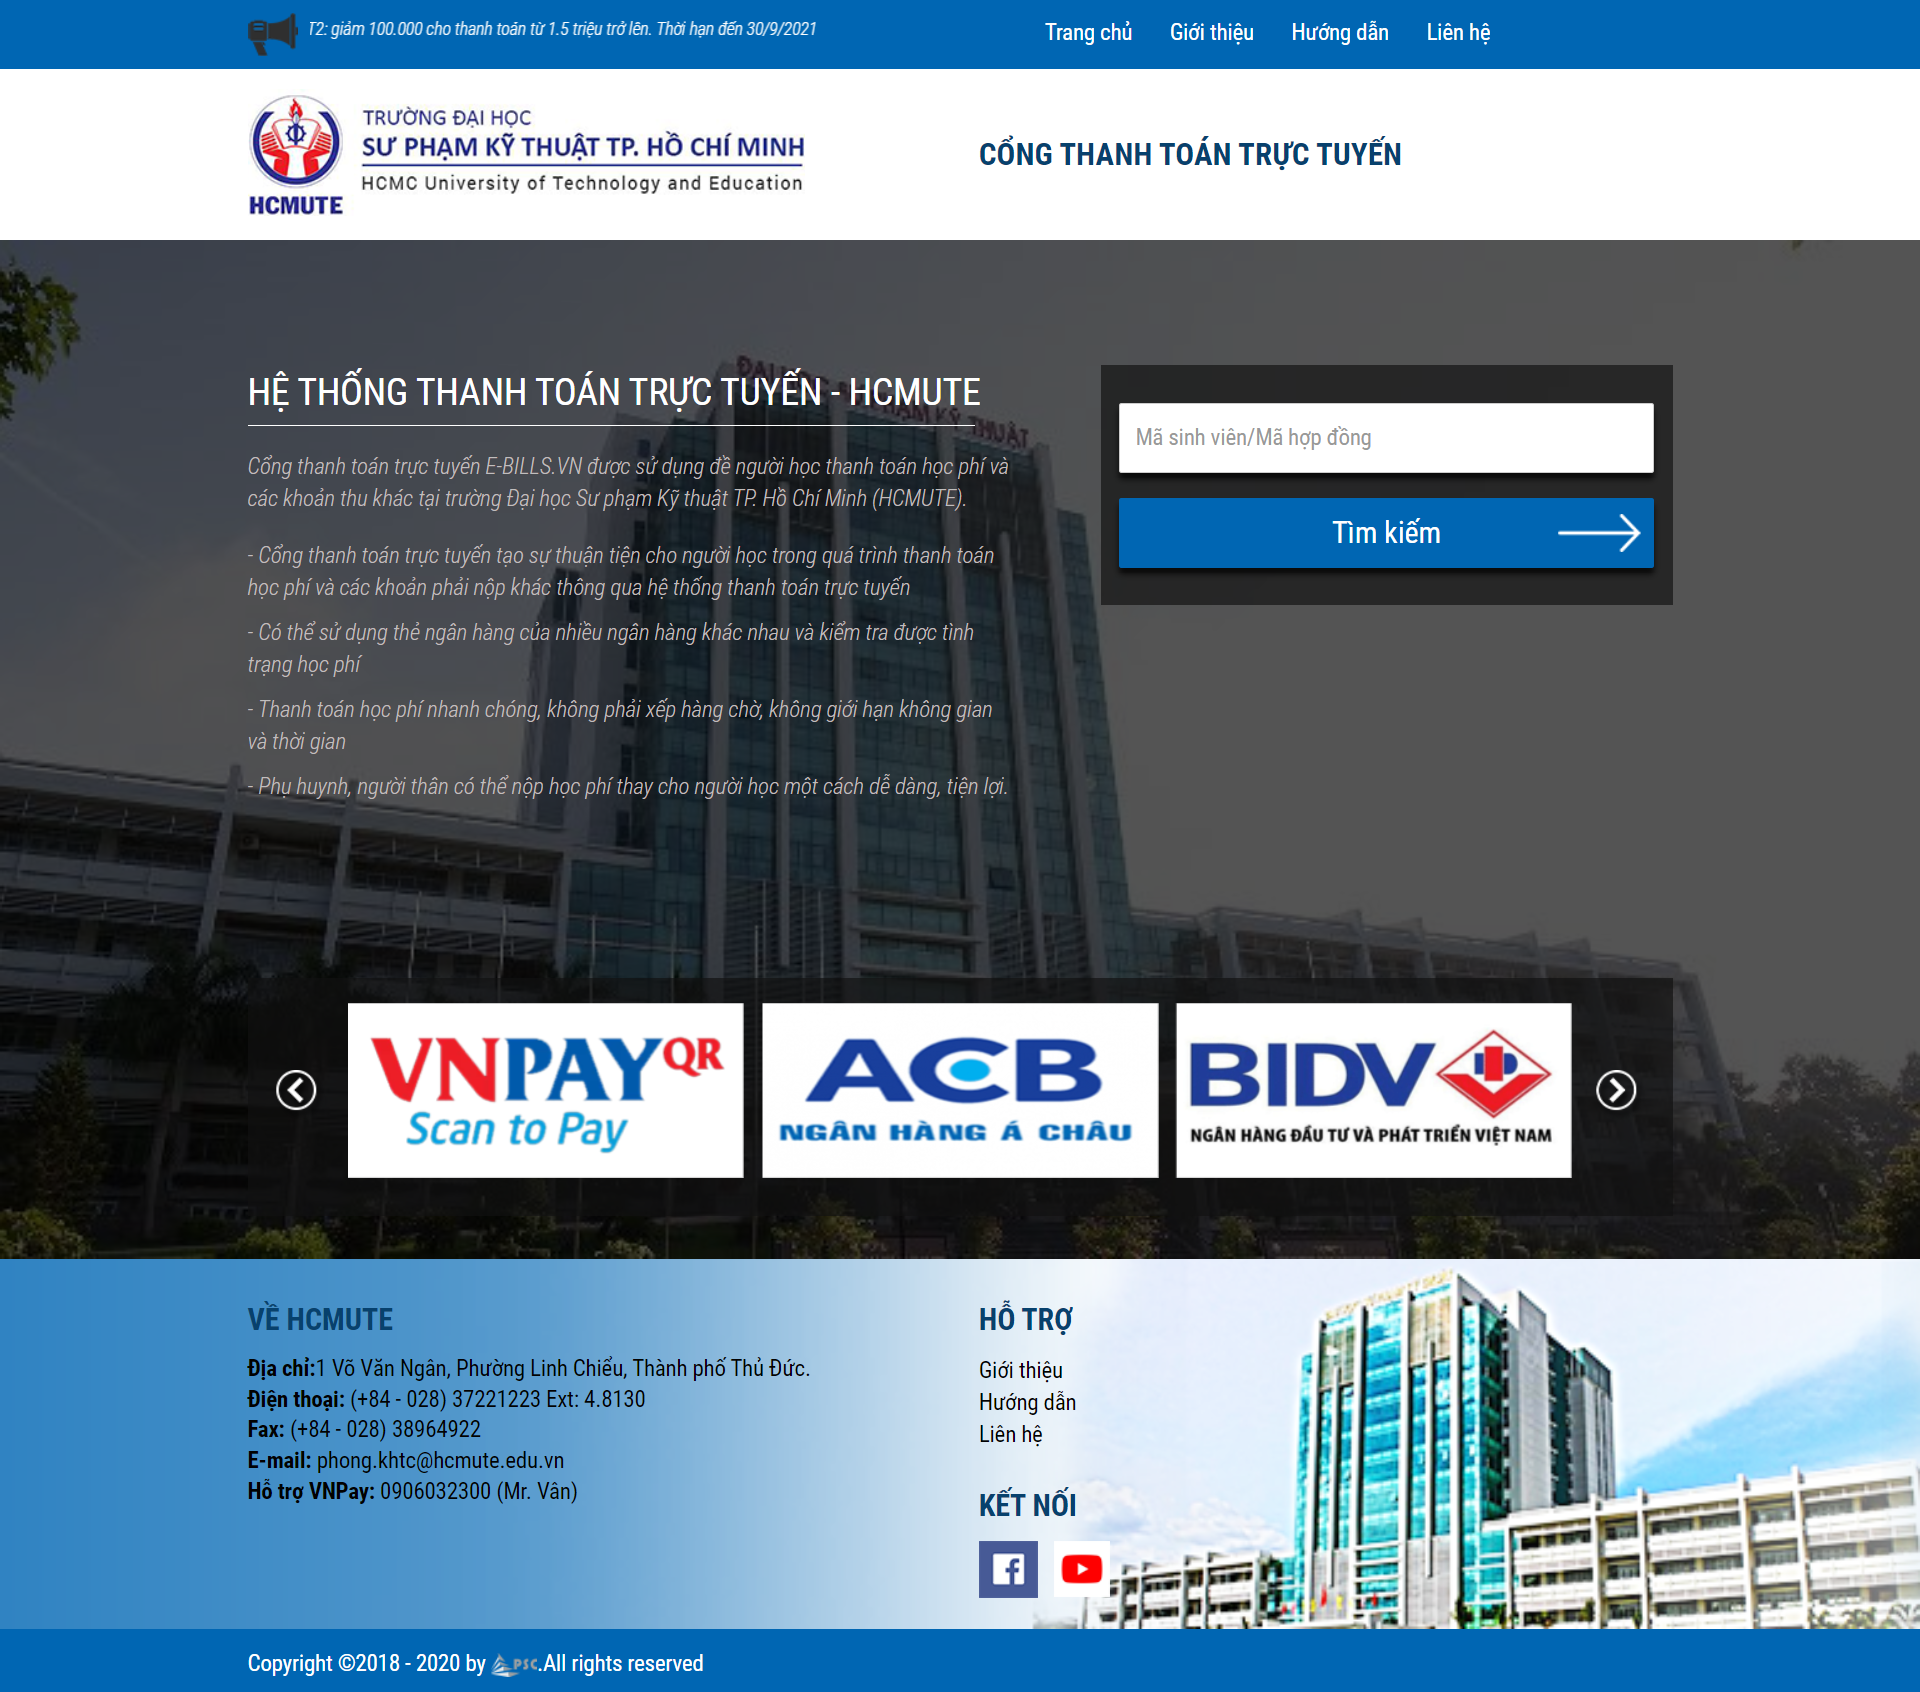 T2: giảm 100.000 cho thanh toán từ 1.5 triệu trở lên. Thời hạn đến 30/9/2021
Trang chủ
Giới thiệu
Hướng dẫn
Liên hệ
TRƯỜNG ĐẠI HỌC
SƯ PHẠM KỸ THUẬT TP. HỒ CHÍ MINH
HCMC University of Technology and Education
HCMUTE
CỔNG THANH TOÁN TRỰC TUYẾN
HỆ THỐNG THANH TOÁN TRỰC TUYẾN - HCMUTE
Cổng thanh toán trực tuyến E-BILLS.VN được sử dụng đề người học thanh toán học phí và
các khoản thu khác tại trường Đại học Sư phạm Kỹ thuật TP. Hồ Chí Minh (HCMUTE).
- Cổng thanh toán trực tuyến tạo sự thuận tiện cho người học trong quá trình thanh toán
học phí và các khoản phải nộp khác thông qua hệ thống thanh toán trực tuyến
- Có thể sử dụng thẻ ngân hàng của nhiều ngân hàng khác nhau và kiểm tra được tình
trạng học phí
- Thanh toán học phí nhanh chóng, không phải xếp hàng chờ, không giới hạn không gian
và thời gian
- Phụ huynh, người thân có thể nộp học phí thay cho người học một cách dễ dàng, tiện lợi.
Mã sinh viên/Mã hợp đồng
Tìm kiếm
VNPAYQR
Scan to Pay
ACB
NGÂN HÀNG Á CHÂU
BIDV
NGÂN HÀNG ĐẦU TƯ VÀ PHÁT TRIỂN VIỆT NAM
VỀ HCMUTE
Địa chỉ:1 Võ Văn Ngân, Phường Linh Chiểu, Thành phố Thủ Đức.
Điện thoại: (+84 - 028) 37221223 Ext: 4.8130
Fax: (+84 - 028) 38964922
E-mail: phong.khtc@hcmute.edu.vn
Hỗ trợ VNPay: 0906032300 (Mr. Vân)
HỖ TRỢ
Giới thiệu
Hướng dẫn
Liên hệ
KẾT NỐI
Copyright ©2018 - 2020 by PSC.All rights reserved